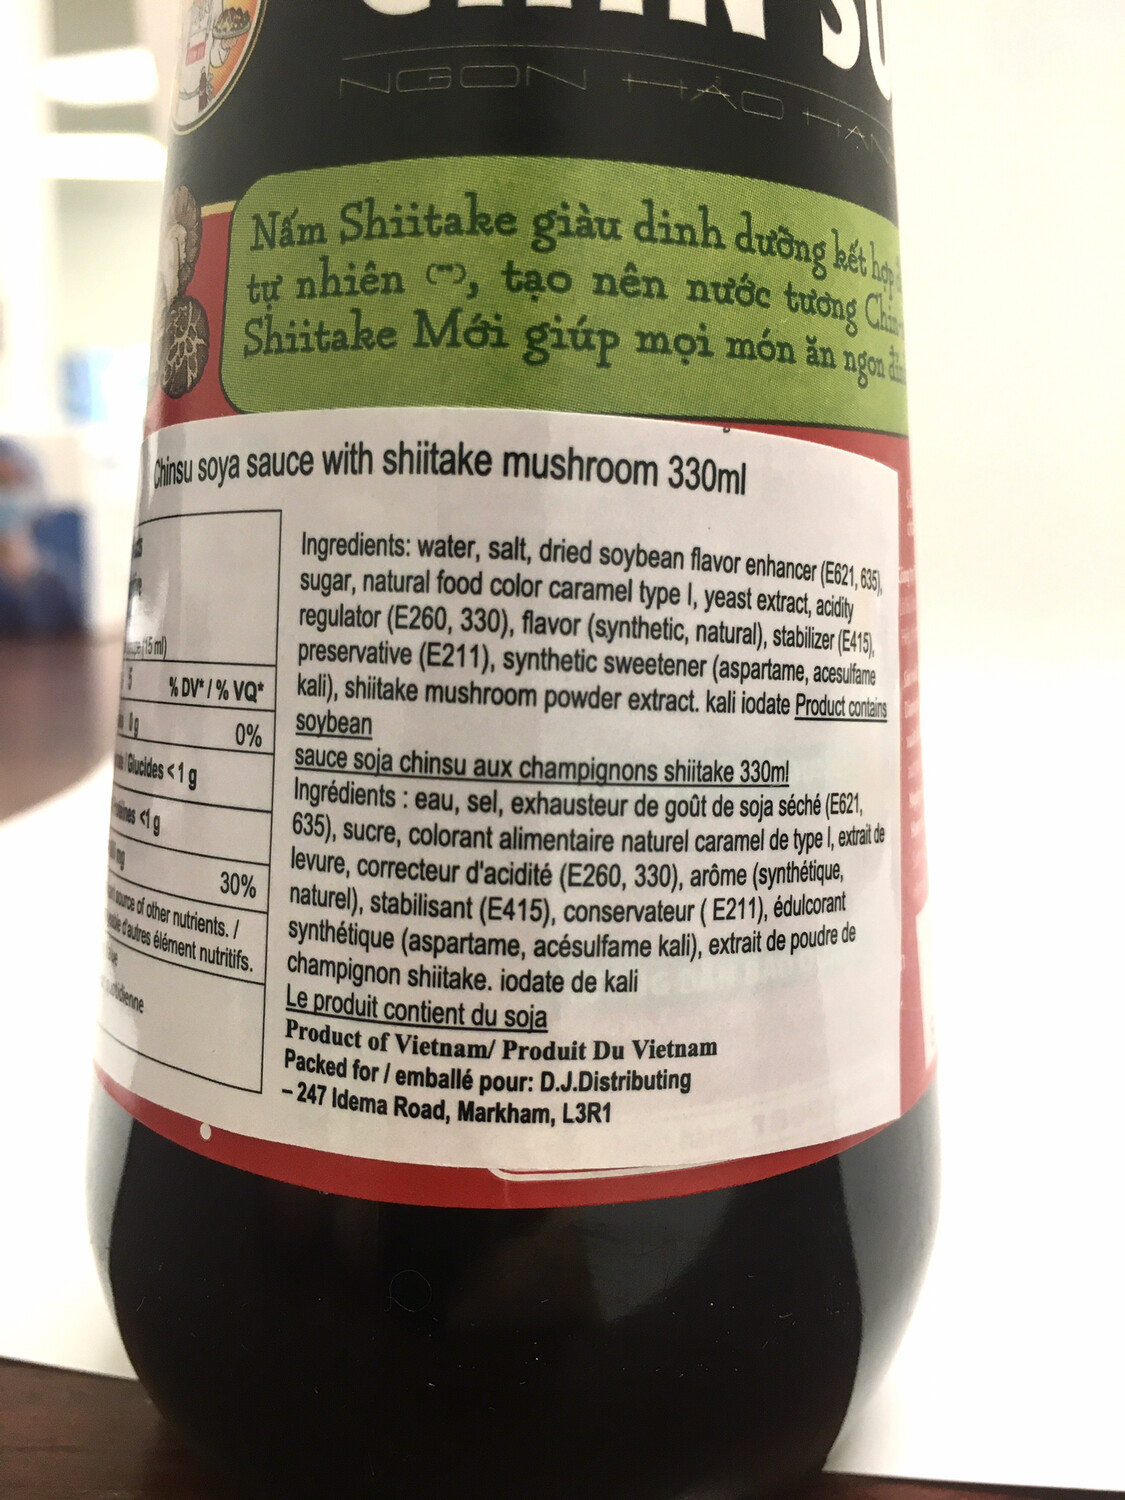 NGON HẢO HẠNG
Nấm Shiitake giàu dinh dưỡng kết hợp
tự nhiên (**), tạo nên nước tương Chin-
Shiitake Mới giúp mọi món ăn ngon
Chinsu soya sauce with shiitake mushroom 330ml
(15 ml)
5
% DV* / % VQ*
0 g 0%
/ Glucides < 1 g
<1 g
mg
30%
source of other nutrients. /
d'autres élément nutritifs.
Ingredients: water, salt, dried soybean flavor enhancer (E621, 635),
sugar, natural food color caramel type I, yeast extract, acidity
regulator (E260, 330), flavor (synthetic, natural), stabilizer (E415),
preservative (E211), synthetic sweetener (aspartame, acesulfame
kali), shiitake mushroom powder extract. kali iodate Product contains
soybean
sauce soja chinsu aux champignons shiitake 330ml
Ingrédients : eau, sel, exhausteur de goût de soja séché (E621,
635), sucre, colorant alimentaire naturel caramel de type I, extrait de
levure, correcteur d'acidité (E260, 330), arôme (synthétique,
naturel), stabilisant (E415), conservateur ( E211), édulcorant
synthétique (aspartame, acésulfame kali), extrait de poudre de
champignon shiitake. iodate de kali
Le produit contient du soja
Product of Vietnam/ Produit Du Vietnam
Packed for / emballé pour: D.J.Distributing
– 247 Idema Road, Markham, L3R1